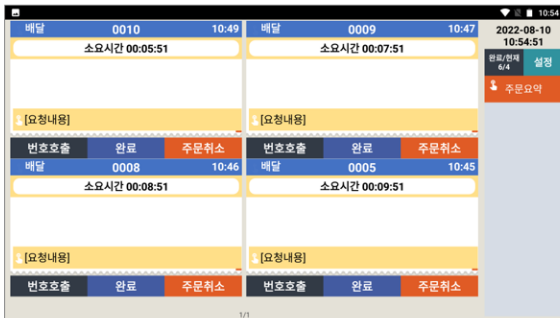 10:54
배달 0010 10:49
소요시간 00:05:51
[요청내용]
번호호출 완료 주문취소
배달 0009 10:47
소요시간 00:07:51
[요청내용]
번호호출 완료 주문취소
배달 0008 10:46
소요시간 00:08:51
[요청내용]
번호호출 완료 주문취소
배달 0005 10:45
소요시간 00:09:51
[요청내용]
번호호출 완료 주문취소
1/1
2022-08-10
10:54:51
완료/현재
6/4
설정
주문요약